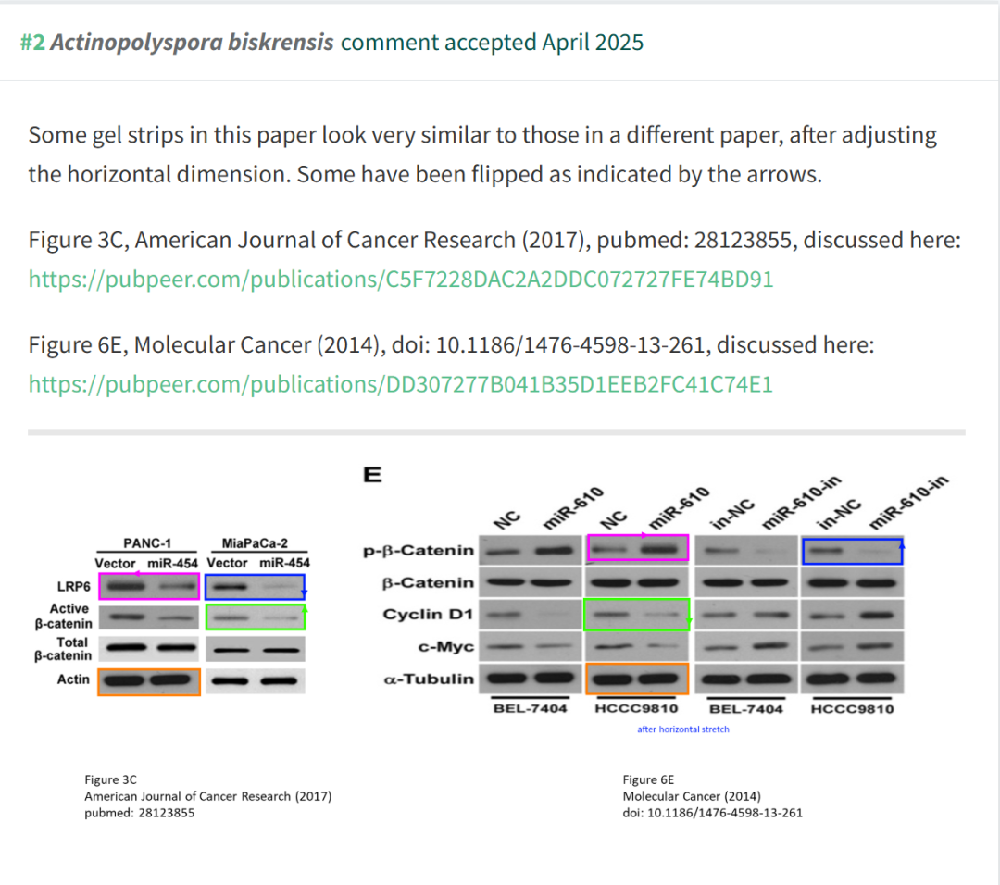 #2 Actinopolyspora biskrensis comment accepted April 2025
Some gel strips in this paper look very similar to those in a different paper, after adjusting
the horizontal dimension. Some have been flipped as indicated by the arrows.
Figure 3C, American Journal of Cancer Research (2017), pubmed: 28123855, discussed here:
https://pubpeer.com/publications/C5F7228DAC2A2DDC072727FE74BD91
Figure 6E, Molecular Cancer (2014), doi: 10.1186/1476-4598-13-261, discussed here:
https://pubpeer.com/publications/DD307277B041B35D1EEB2FC41C74E1
PANC-1 MiaPaCa-2
Vector miR-454 Vector miR-454
LRP6
Active
β-catenin
Total
β-catenin
Actin
E
NC miR-610 NC miR-610 in-NC miR-610-in in-NC miR-610-in
p-β-Catenin
β-Catenin
Cyclin D1
c-Myc
α-Tubulin
BEL-7404 HCCC9810 BEL-7404 HCCC9810
after horizontal stretch
Figure 3C
American Journal of Cancer Research (2017)
pubmed: 28123855
Figure 6E
Molecular Cancer (2014)
doi: 10.1186/1476-4598-13-261